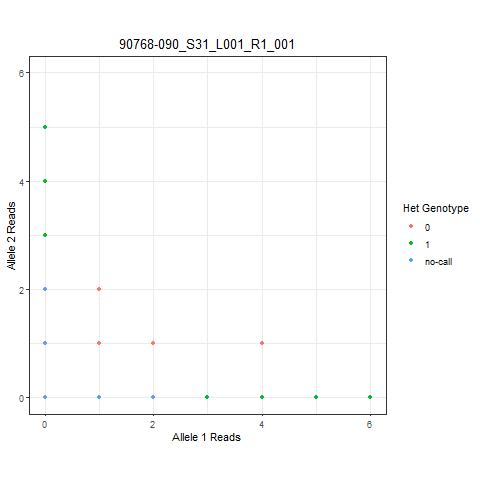 90768-090_S31_L001_R1_001
6
4
2
0
Allele 2 Reads
0
2
4
6
Allele 1 Reads
Het Genotype
0
1
no-call